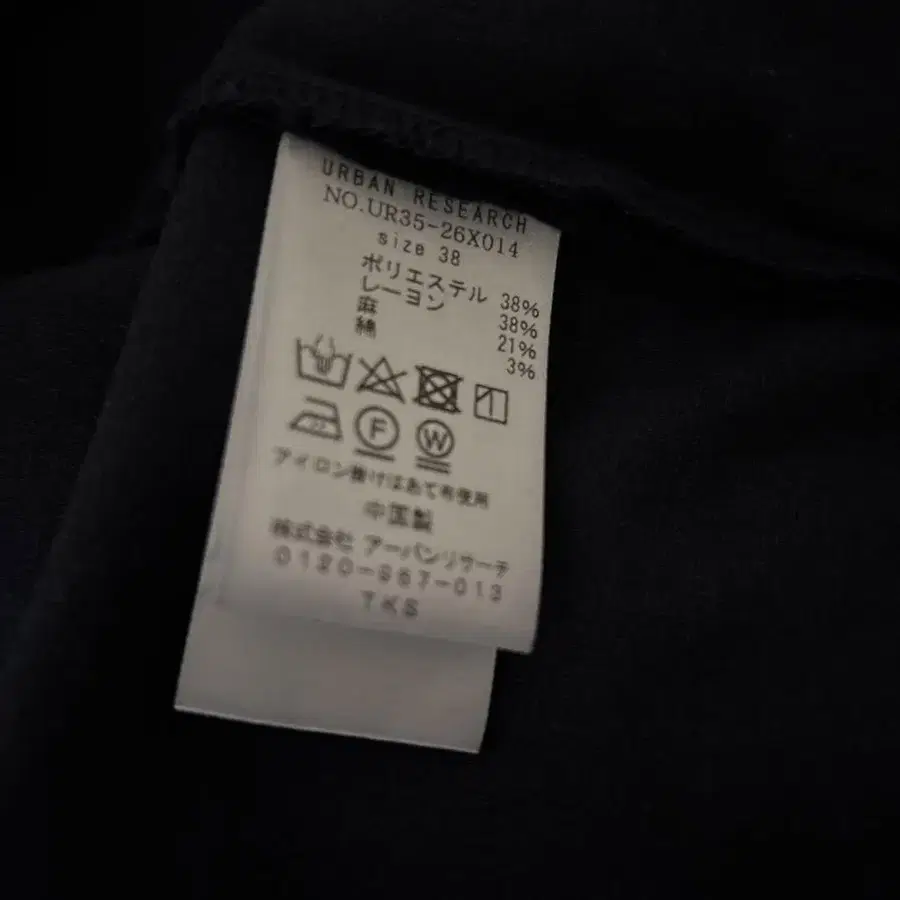 URBAN RESEARCH
NO.UR35-26X014
size 38
ポリエステル 38%
レーヨン 38%
麻 21%
綿 3%
F W
アイロン掛けはあて布使用
中国製
株式会社 アーバンリサーチ
0120-967-013
TKS